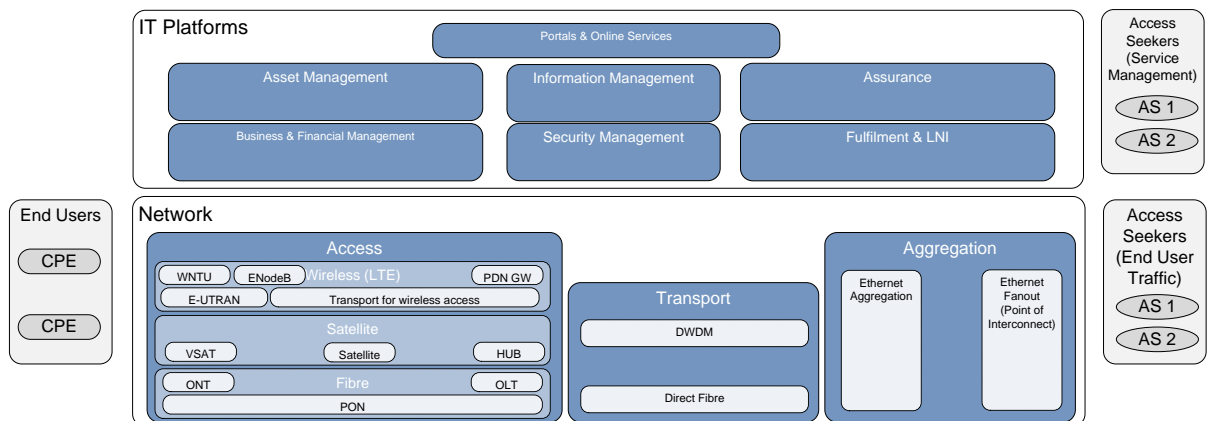 IT Platforms
Portals & Online Services
Asset Management
Information Management
Assurance
Business & Financial Management
Security Management
Fulfilment & LNI
Access
Seekers
(Service
Management)
AS 1
AS 2
End Users
CPE
CPE
Network
Access
Wireless (LTE)
WNTU
ENodeB
PDN GW
E-UTRAN
Transport for wireless access
Satellite
VSAT
Satellite
HUB
Fibre
ONT
OLT
PON
Transport
DWDM
Direct Fibre
Aggregation
Ethernet
Aggregation
Ethernet
Fanout
(Point of
Interconnect)
Access
Seekers
(End User
Traffic)
AS 1
AS 2